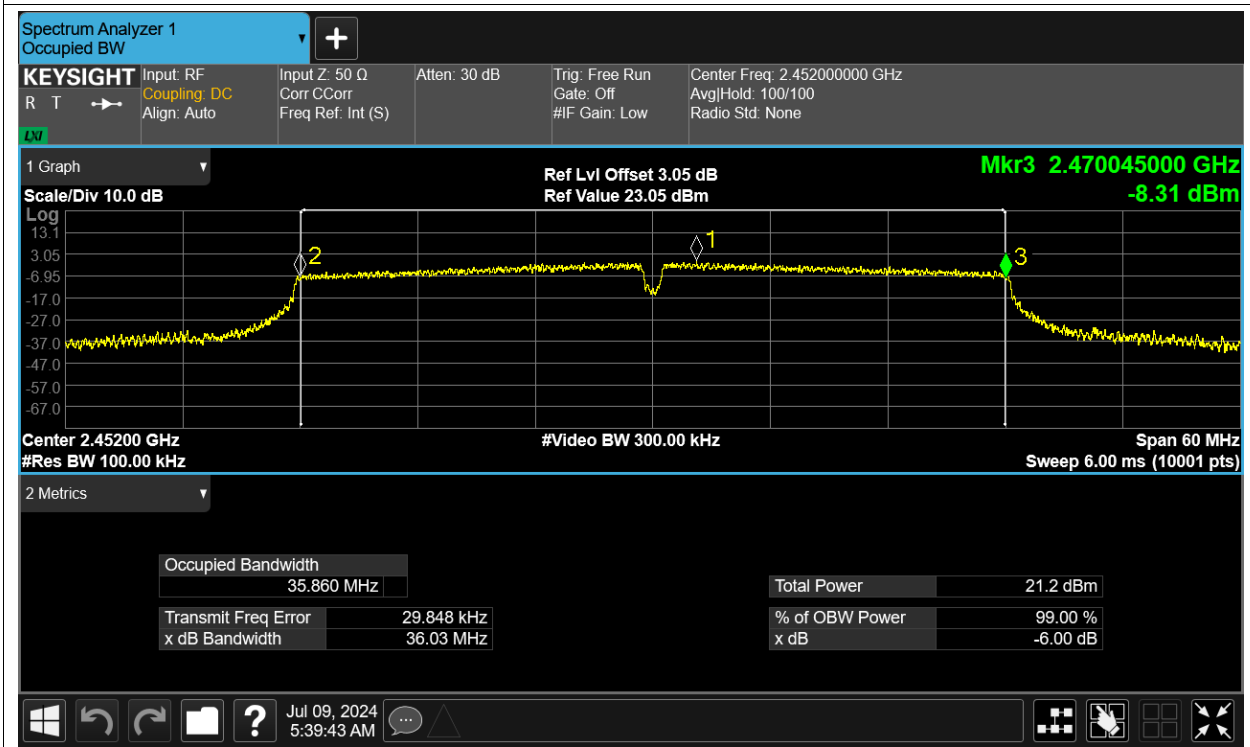 Spectrum Analyzer 1
Occupied BW
+
KEYSIGHT
R T
LXI
Input: RF
Coupling: DC
Align: Auto
Input Z: 50 Ω
Corr CCorr
Freq Ref: Int (S)
Atten: 30 dB
Trig: Free Run
Gate: Off
#IF Gain: Low
Center Freq: 2.452000000 GHz
Avg|Hold: 100/100
Radio Std: None
1 Graph
Scale/Div 10.0 dB
Ref Lvl Offset 3.05 dB
Ref Value 23.05 dBm
Mkr3 2.470045000 GHz
-8.31 dBm
Log
13.1
3.05
-6.95
-17.0
-27.0
-37.0
-47.0
-57.0
-67.0
2
1
3
Center 2.45200 GHz
#Video BW 300.00 kHz
Span 60 MHz
#Res BW 100.00 kHz
Sweep 6.00 ms (10001 pts)
2 Metrics
Occupied Bandwidth
35.860 MHz
Transmit Freq Error 29.848 kHz
x dB Bandwidth 36.03 MHz
Total Power 21.2 dBm
% of OBW Power 99.00 %
x dB -6.00 dB
?
Jul 09, 2024
5:39:43 AM